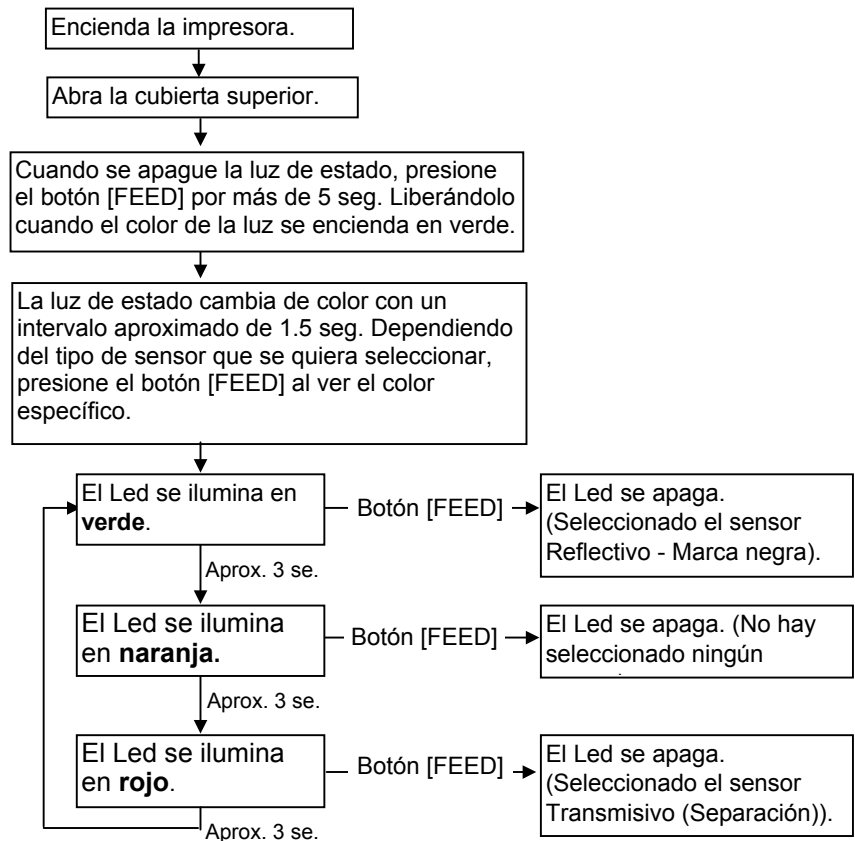 Encienda la impresora.
Abra la cubierta superior.
Cuando se apague la luz de estado, presione
el botón [FEED] por más de 5 seg. Liberándolo
cuando el color de la luz se encienda en verde.
La luz de estado cambia de color con un
intervalo aproximado de 1.5 seg. Dependiendo
del tipo de sensor que se quiera seleccionar,
presione el botón [FEED] al ver el color
específico.
El Led se ilumina en
verde.
Botón [FEED]
El Led se apaga.
(Seleccionado el sensor
Reflectivo - Marca negra).
Aprox. 3 se.
El Led se ilumina
en naranja.
Botón [FEED]
El Led se apaga. (No hay
seleccionado ningún
Aprox. 3 se.
El Led se ilumina
en rojo.
Botón [FEED]
El Led se apaga.
(Seleccionado el sensor
Transmisivo (Separación)).
Aprox. 3 se.